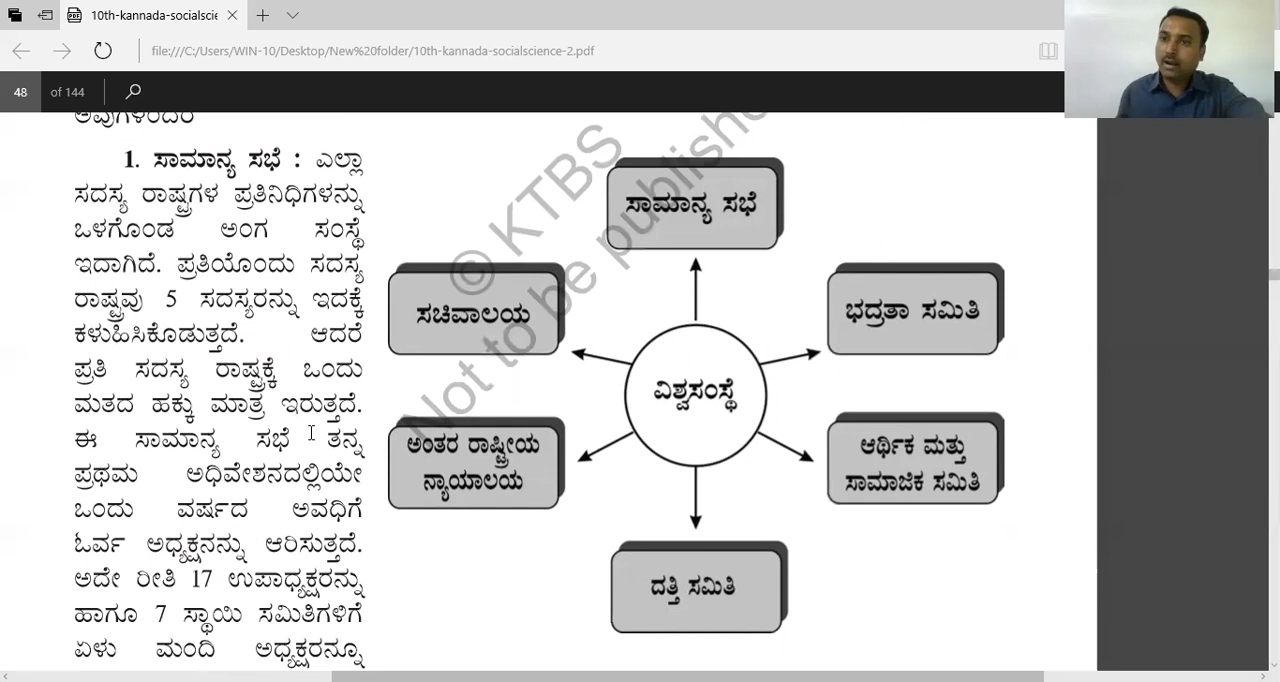 10th-kannada-socialscie
file:///C:/Users/WIN-10/Desktop/New%20folder/10th-kannada-socialscience-2.pdf
48 of 144
1. ಸಾಮಾನ್ಯ ಸಭೆ : ಎಲ್ಲಾ
ಸದಸ್ಯ ರಾಷ್ಟ್ರಗಳ ಪ್ರತಿನಿಧಿಗಳನ್ನು
ಒಳಗೊಂಡ ಅಂಗ ಸಂಸ್ಥೆ
ಇದಾಗಿದೆ. ಪ್ರತಿಯೊಂದು ಸದಸ್ಯ
ರಾಷ್ಟ್ರವು 5 ಸದಸ್ಯರನ್ನು ಇದಕ್ಕೆ
ಕಳುಹಿಸಿಕೊಡುತ್ತದೆ. ಆದರೆ
ಪ್ರತಿ ಸದಸ್ಯ ರಾಷ್ಟ್ರಕ್ಕೆ ಒಂದು
ಮತದ ಹಕ್ಕು ಮಾತ್ರ ಇರುತ್ತದೆ.
ಈ ಸಾಮಾನ್ಯ ಸಭೆ ತನ್ನ
ಪ್ರಥಮ ಅಧಿವೇಶನದಲ್ಲಿಯೇ
ಒಂದು ವರ್ಷದ ಅವಧಿಗೆ
ಓರ್ವ ಅಧ್ಯಕ್ಷನನ್ನು ಆರಿಸುತ್ತದೆ.
ಅದೇ ರೀತಿ 17 ಉಪಾಧ್ಯಕ್ಷರನ್ನು
ಹಾಗೂ 7 ಸ್ಥಾಯಿ ಸಮಿತಿಗಳಿಗೆ
ಏಳು ಮಂದಿ ಅಧ್ಯಕ್ಷರನ್ನೂ
ಸಾಮಾನ್ಯ ಸಭೆ
ಸಚಿವಾಲಯ
ಭದ್ರತಾ ಸಮಿತಿ
ವಿಶ್ವಸಂಸ್ಥೆ
ಅಂತರ ರಾಷ್ಟ್ರೀಯ
ನ್ಯಾಯಾಲಯ
ಆರ್ಥಿಕ ಮತ್ತು
ಸಾಮಾಜಿಕ ಸಮಿತಿ
ದತ್ತಿ ಸಮಿತಿ
© KTBS
Not to be